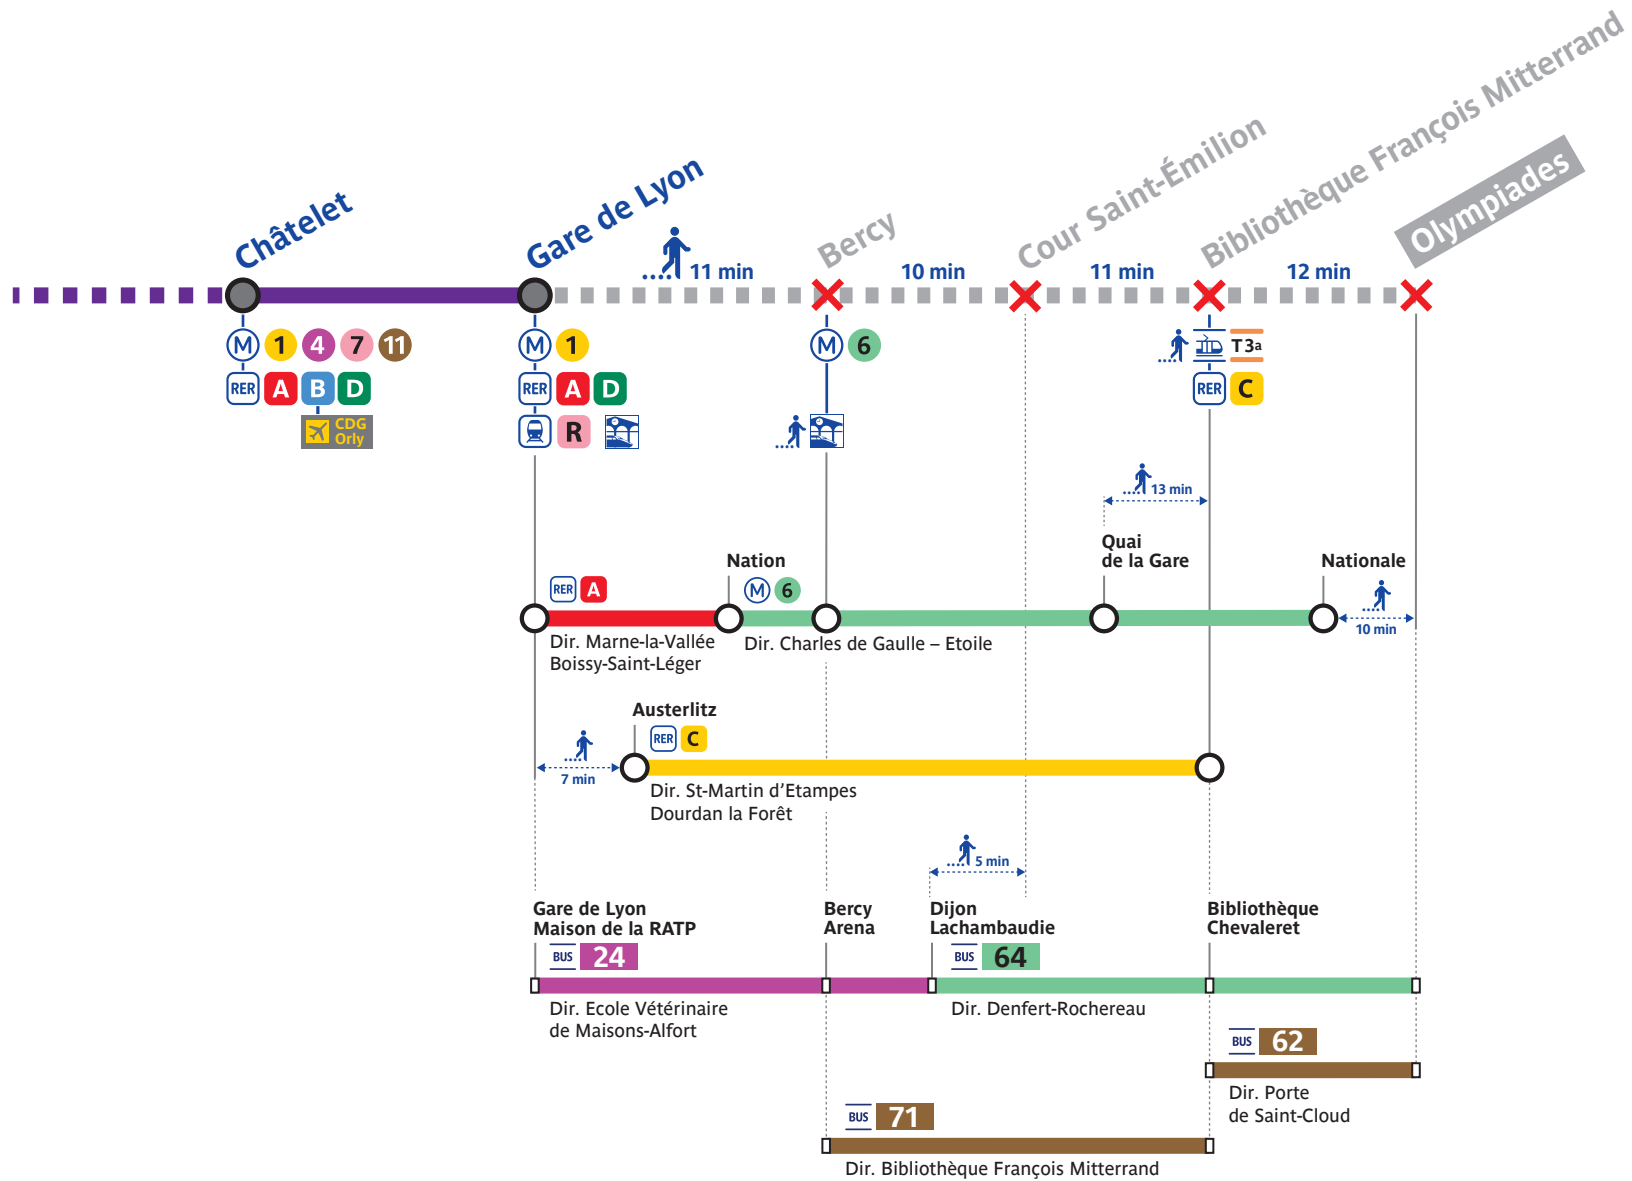 Châtelet
Gare de Lyon
Bercy
Cour Saint-Émilion
Bibliothèque François Mitterrand
Olympiades
11 min
10 min
11 min
12 min
M 1 4 7 11
RER A B D
CDG
Orly
M 1
RER A D
R
M 6
T3a
RER C
13 min
Quai
de la Gare
Nation
Nationale
RER A
M 6
10 min
Dir. Marne-la-Vallée
Boissy-Saint-Léger
Dir. Charles de Gaulle – Etoile
Austerlitz
RER C
7 min
Dir. St-Martin d’Etampes
Dourdan la Forêt
5 min
Gare de Lyon
Maison de la RATP
Bercy
Arena
Dijon
Lachambaudie
Bibliothèque
Chevaleret
BUS 24
BUS 64
Dir. Ecole Vétérinaire
de Maisons-Alfort
Dir. Denfert-Rochereau
BUS 62
Dir. Porte
de Saint-Cloud
BUS 71
Dir. Bibliothèque François Mitterrand